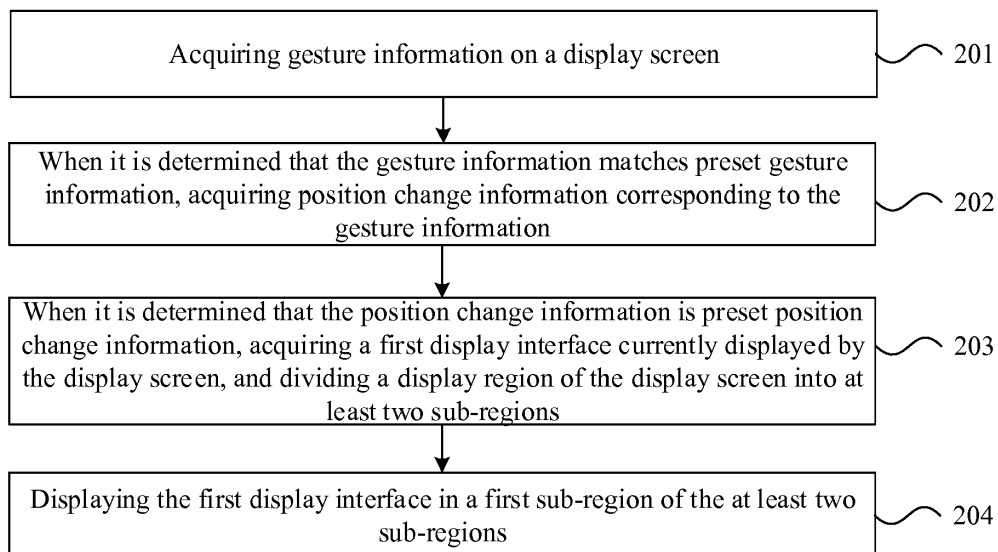 Acquiring gesture information on a display screen
201
When it is determined that the gesture information matches preset gesture
information, acquiring position change information corresponding to the
gesture information
202
When it is determined that the position change information is preset position
change information, acquiring a first display interface currently displayed by
the display screen, and dividing a display region of the display screen into at
least two sub-regions
203
Displaying the first display interface in a first sub-region of the at least two
sub-regions
204